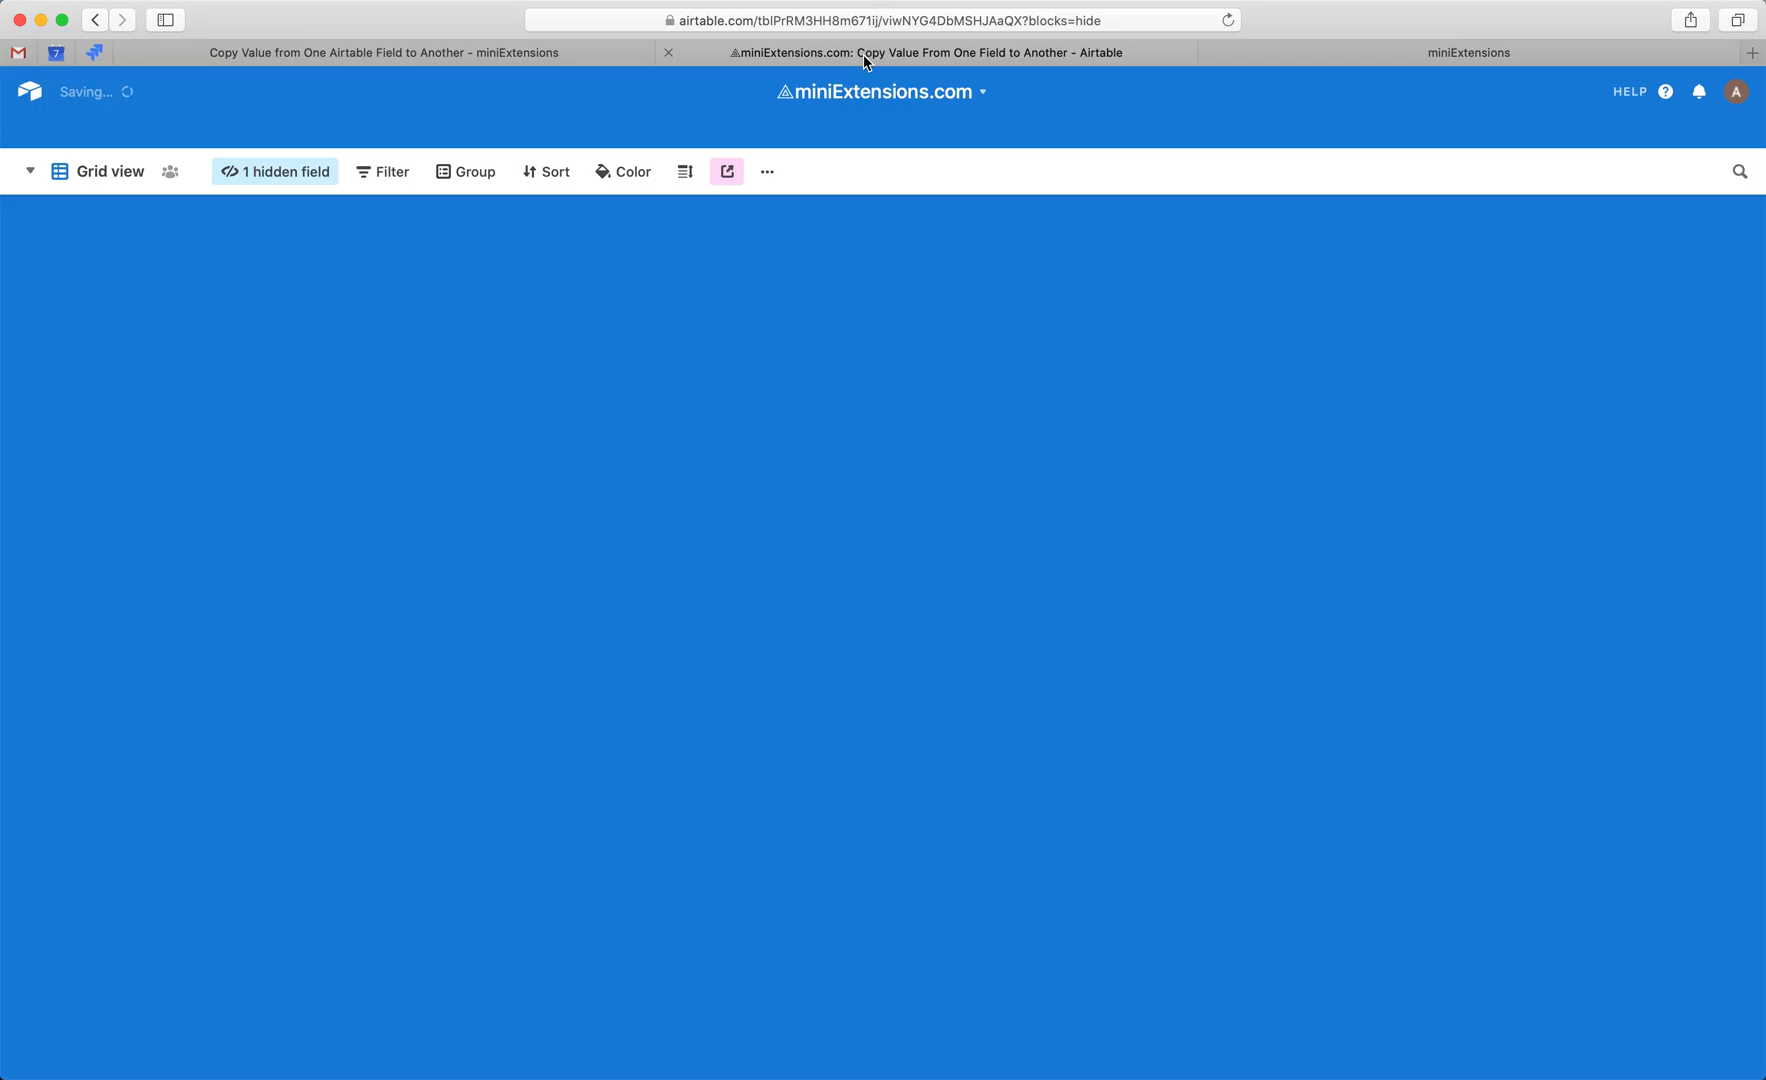 airtable.com/tblPrRM3HH8m671ij/viwNYG4DbMSHJAaQX?blocks=hide
7
Copy Value from One Airtable Field to Another - miniExtensions
miniExtensions.com: Copy Value From One Field to Another - Airtable
miniExtensions
Saving...
miniExtensions.com
HELP
A
Grid view
1 hidden field
Filter
Group
Sort
Color